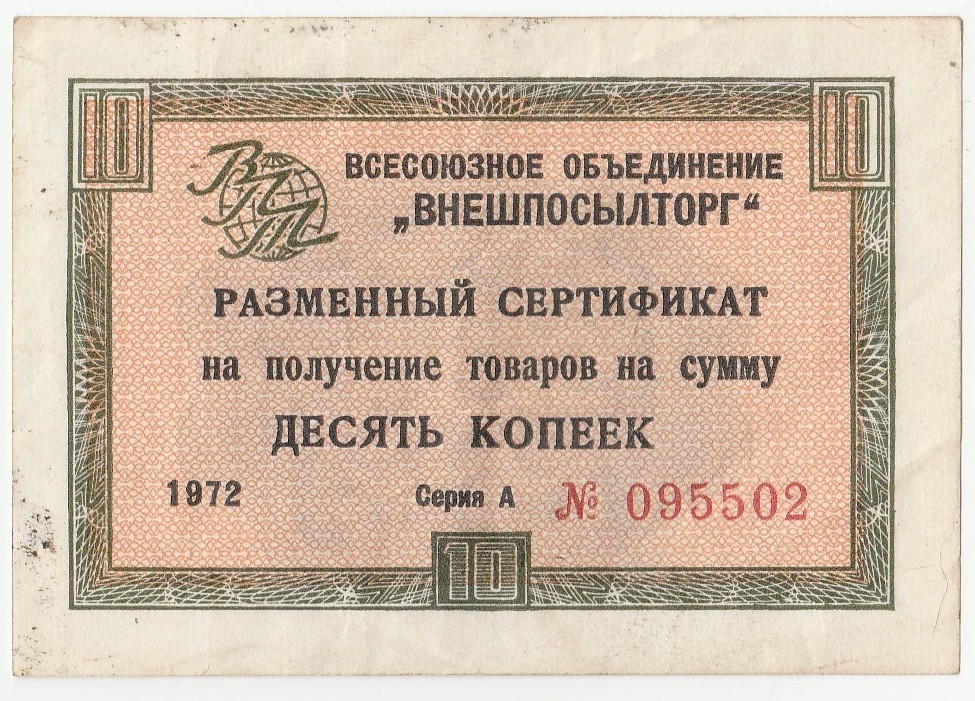 10 10
ВПТ
ВСЕСОЮЗНОЕ ОБЪЕДИНЕНИЕ
„ВНЕШПОСЫЛТОРГ“
РАЗМЕННЫЙ СЕРТИФИКАТ
на получение товаров на сумму
ДЕСЯТЬ КОПЕЕК
1972 Серия А № 095502
10